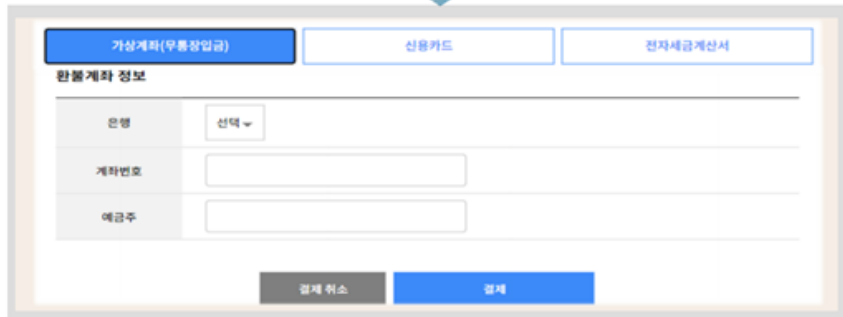 가상계좌(무통장입금) 신용카드 전자세금계산서
환불계좌 정보
은행 선택
계좌번호
예금주
결제 취소 결제